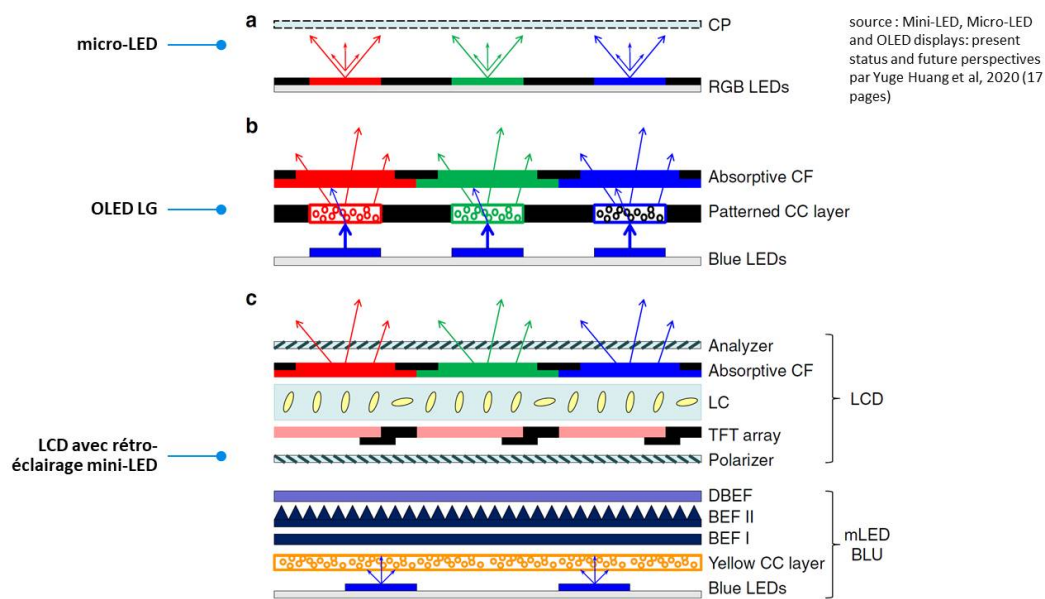 a
CP
micro-LED
RGB LEDs
source : Mini-LED, Micro-LED
and OLED displays: present
status and future perspectives
par Yuge Huang et al, 2020 (17
pages)
b
Absorptive CF
OLED LG
Patterned CC layer
Blue LEDs
c
Analyzer
Absorptive CF
LC
LCD
TFT array
LCD avec rétro-
éclairage mini-LED
Polarizer
DBEF
BEF II
BEF I
mLED
BLU
Yellow CC layer
Blue LEDs